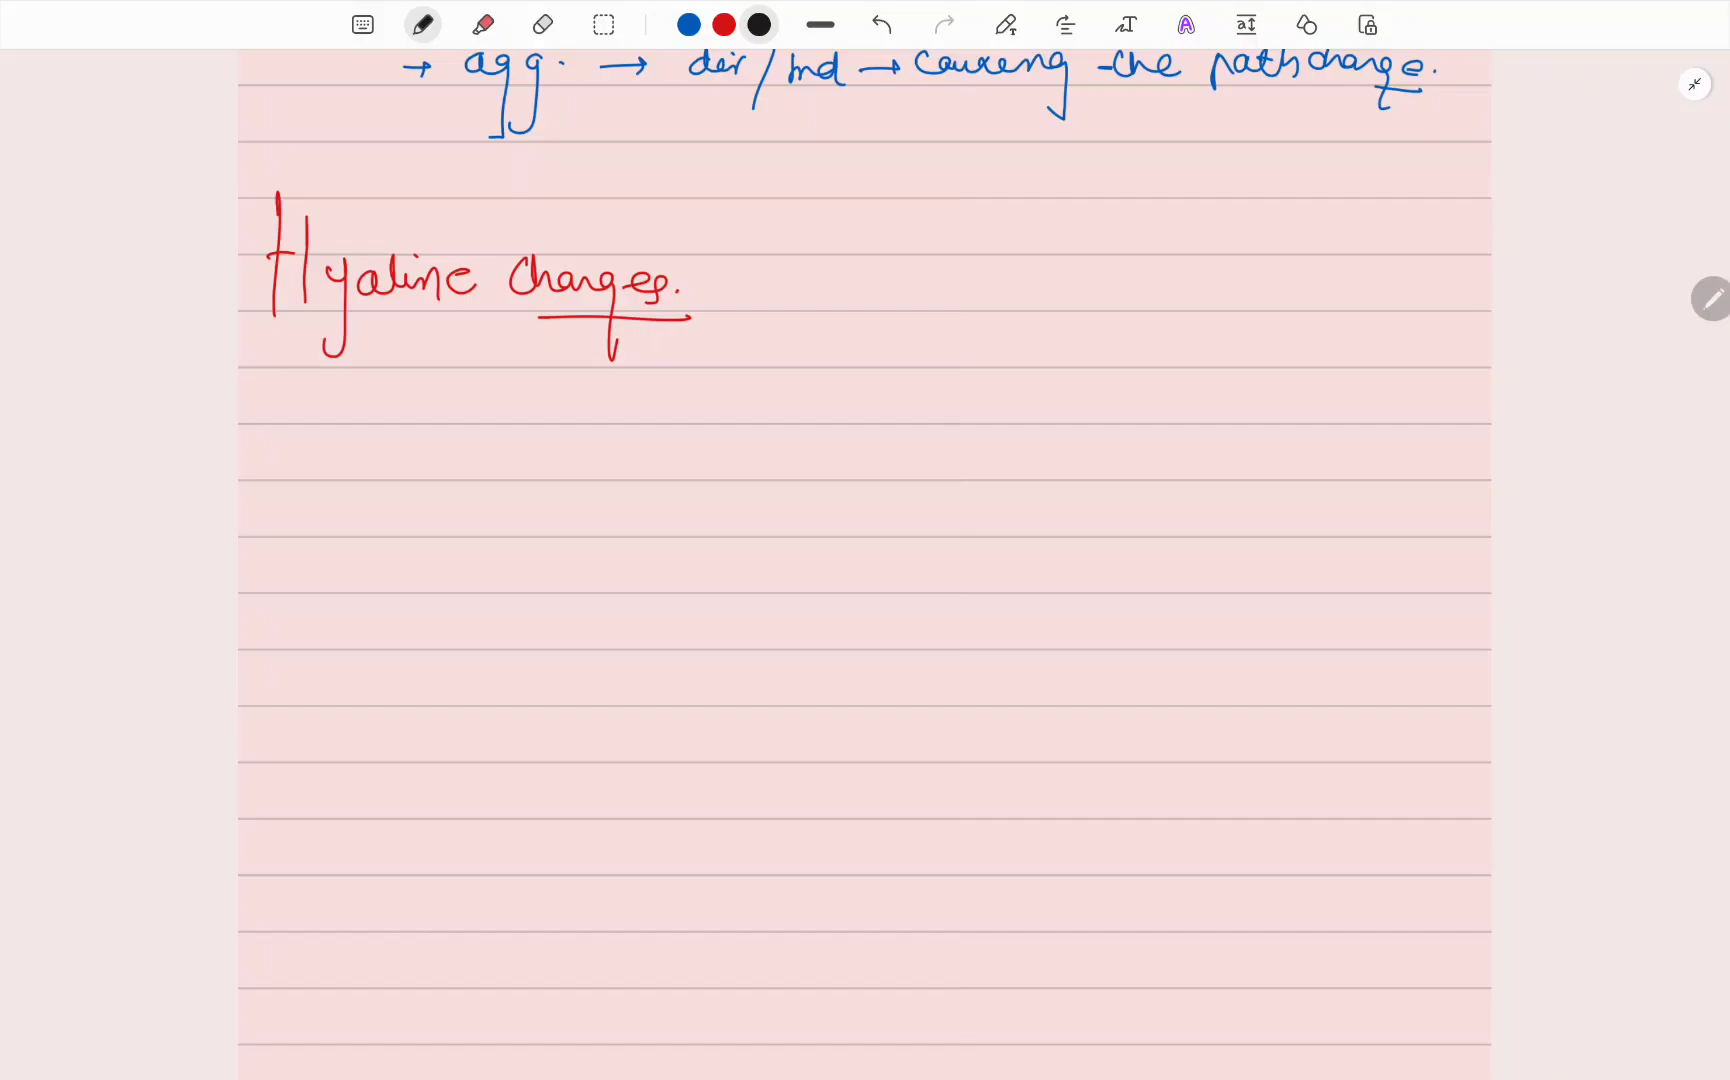 → agg. → dir/ind → causing the path change.
Hyaline changes.